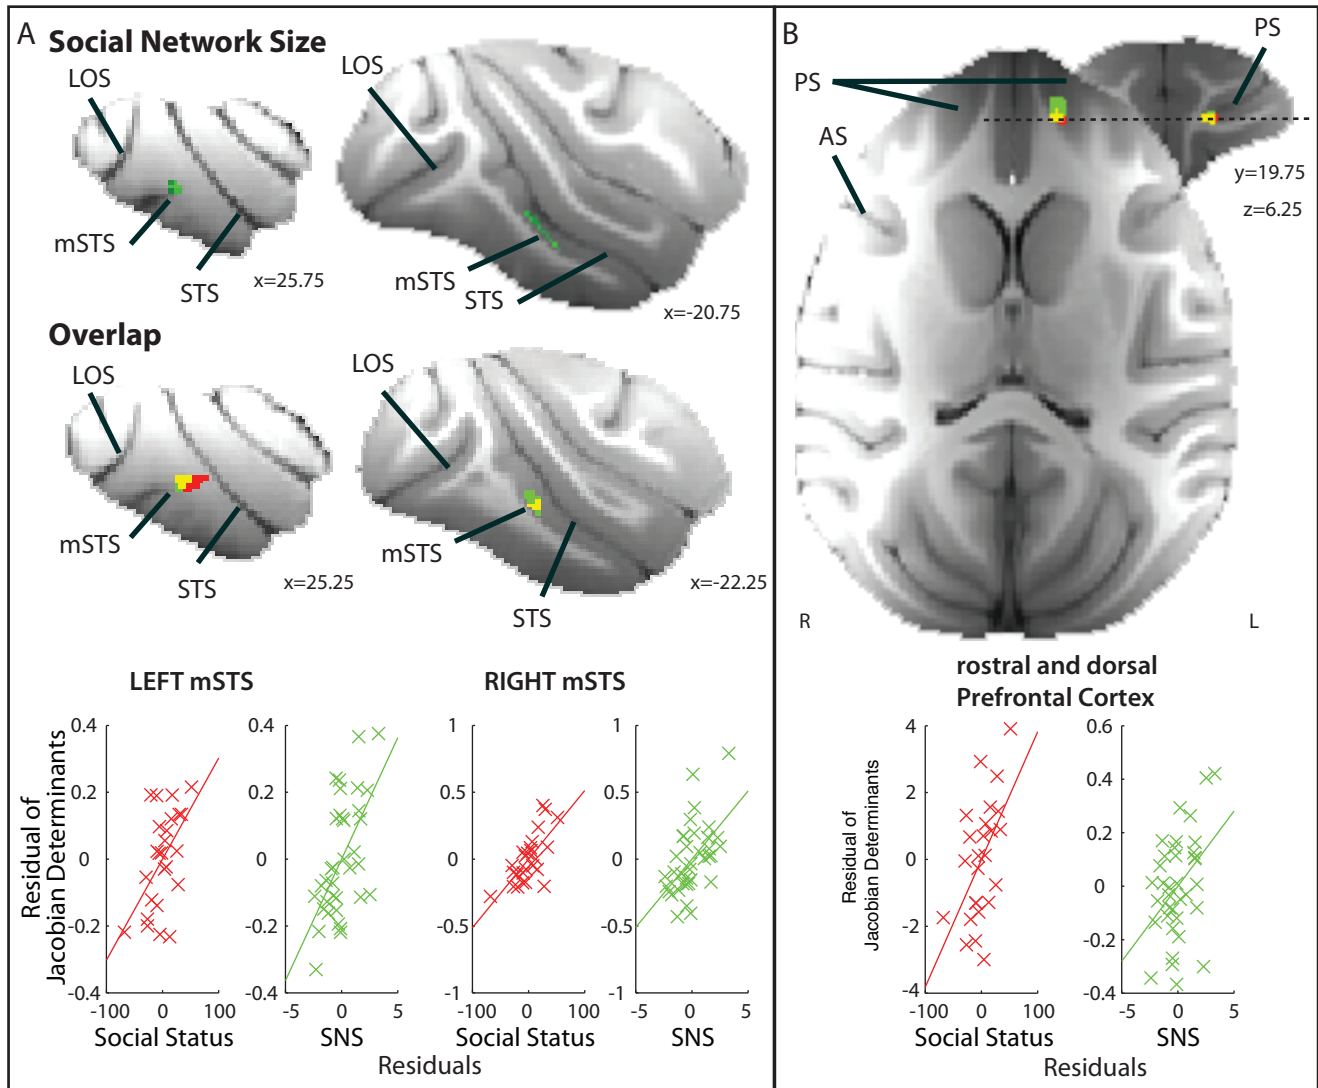 A
Social Network Size
LOS
LOS
mSTS
STS
x=25.75
mSTS
STS
x=-20.75
Overlap
LOS
LOS
mSTS
STS
x=25.25
mSTS
STS
x=-22.25
LEFT mSTS
RIGHT mSTS
Residual of
Jacobian Determinants
0.4
0.2
0
-0.2
-0.4
-100 0 100
Social Status
0.4
0.2
0
-0.2
-0.4
-5 0 5
SNS
1
0.5
0
-0.5
-1
-100 0 100
Social Status
1
0.5
0
-0.5
-1
-5 0 5
SNS
Residuals
B
PS
PS
AS
y=19.75
z=6.25
R
L
rostral and dorsal
Prefrontal Cortex
Residual of
Jacobian Determinants
4
2
0
-2
-4
-100 0 100
Social Status
0.6
0.4
0.2
0
-0.2
-0.4
-5 0 5
SNS
Residuals